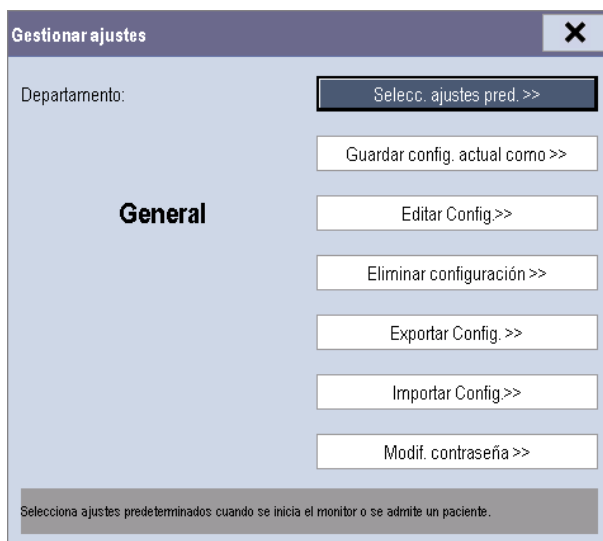 Gestionar ajustes
Departamento:
Selecc. ajustes pred. >>
Guardar config. actual como >>
General
Editar Config.>>
Eliminar configuración >>
Exportar Config. >>
Importar Config.>>
Modif. contraseña >>
Selecciona ajustes predeterminados cuando se inicia el monitor o se admite un paciente.